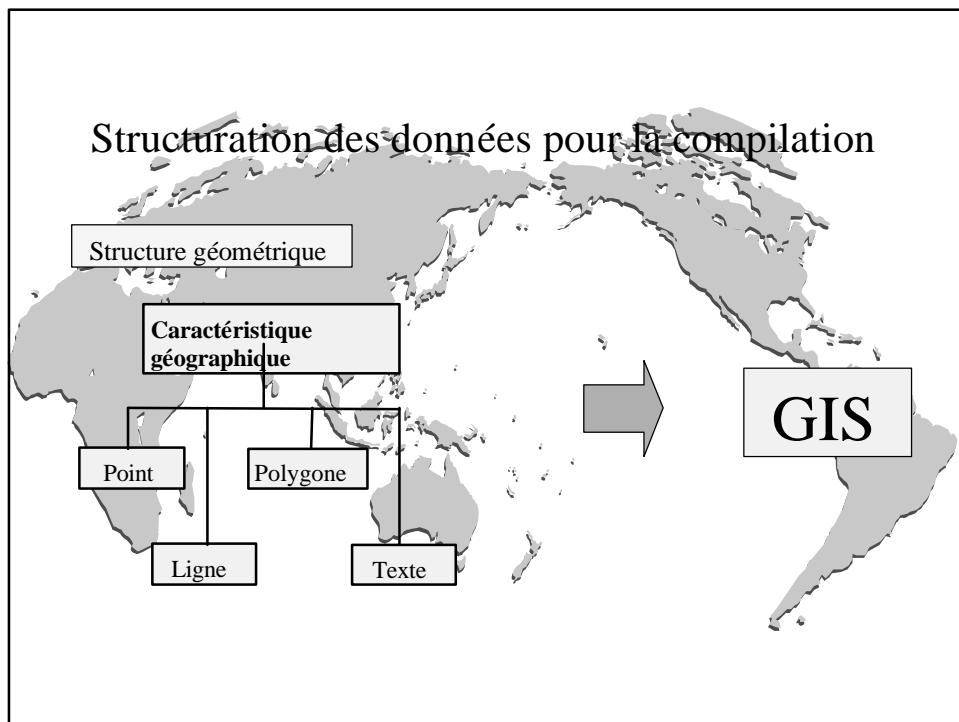 Structuration des données pour la compilation
Structure géométrique
Caractéristique
géographique
GIS
Point
Polygone
Ligne
Texte